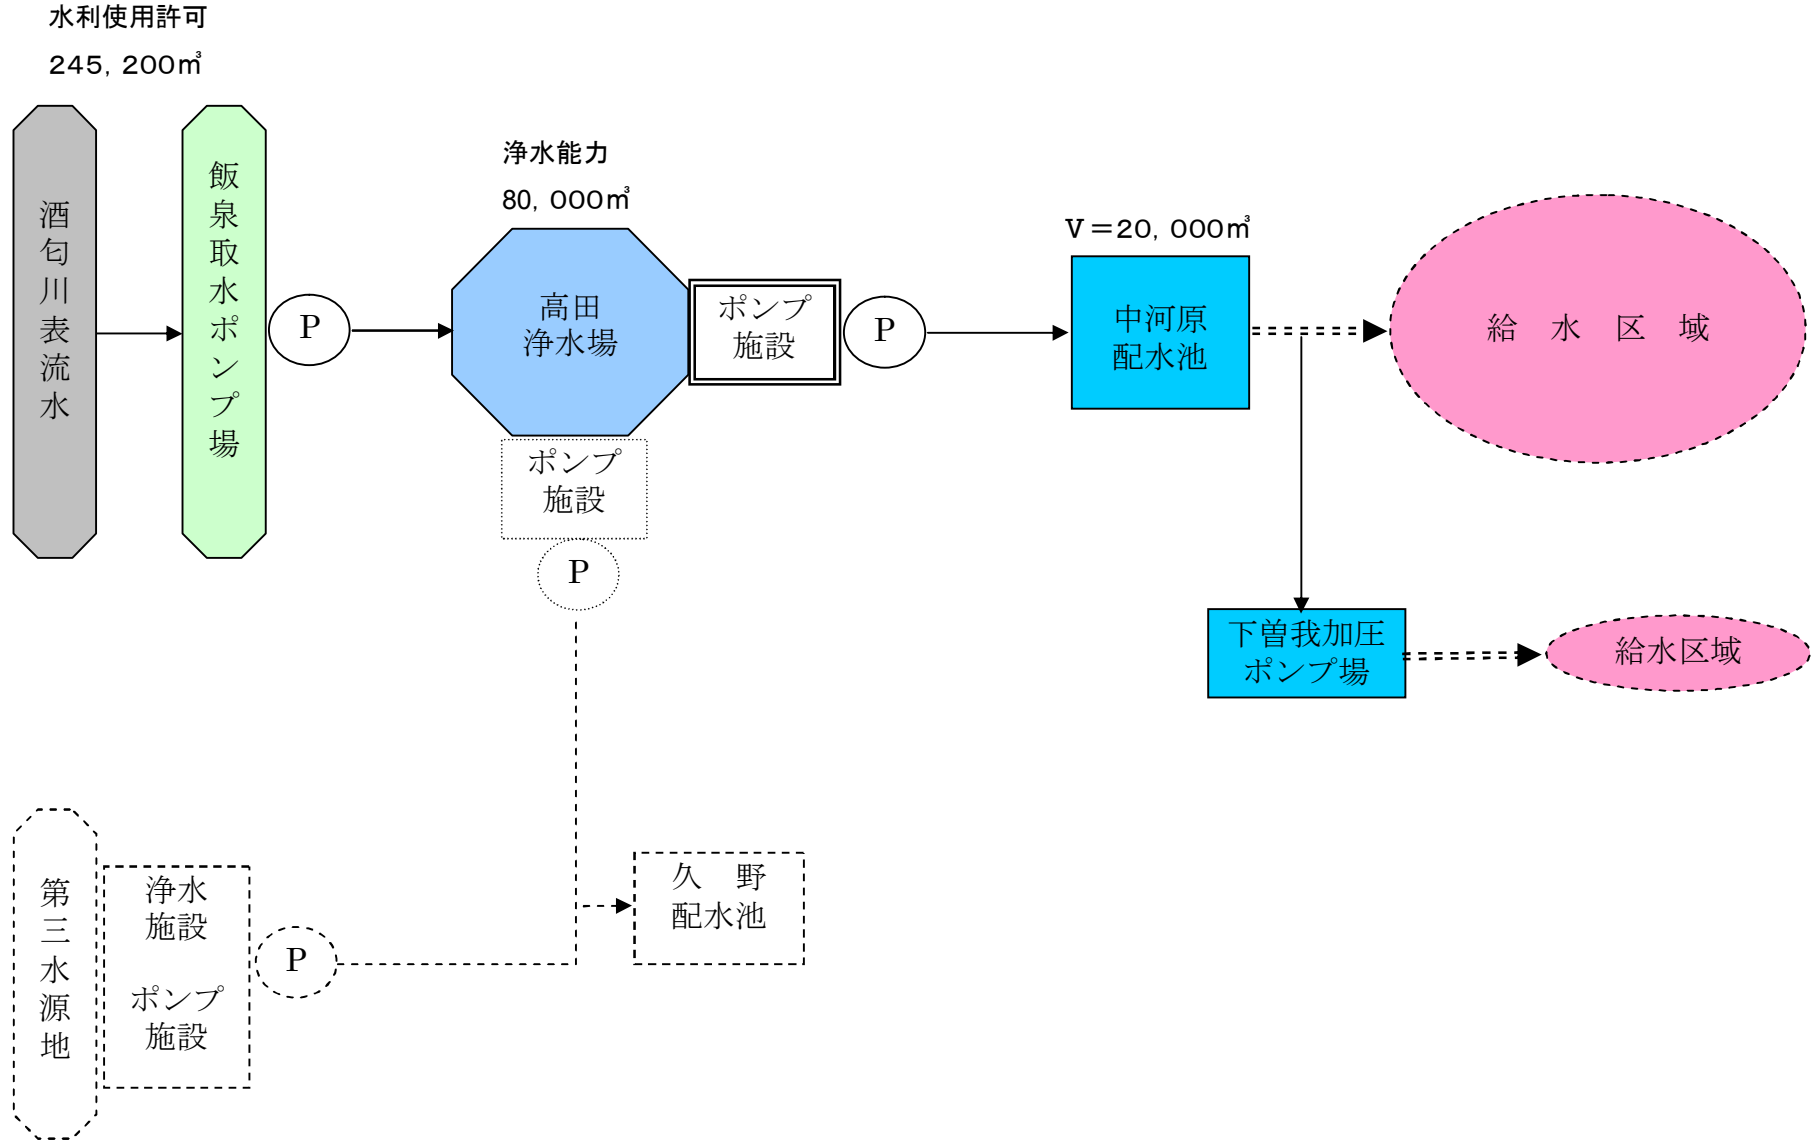 水利使用許可
245, 200㎥
酒匂川表流水
飯泉取水ポンプ場
P
浄水能力
80, 000㎥
高田
浄水場
ポンプ
施設
P
ポンプ
施設
P
V＝20, 000㎥
中河原
配水池
給　水　区　域
下曽我加圧
ポンプ場
給水区域
第三水源地
浄水
施設
ポンプ
施設
P
久　野
配水池